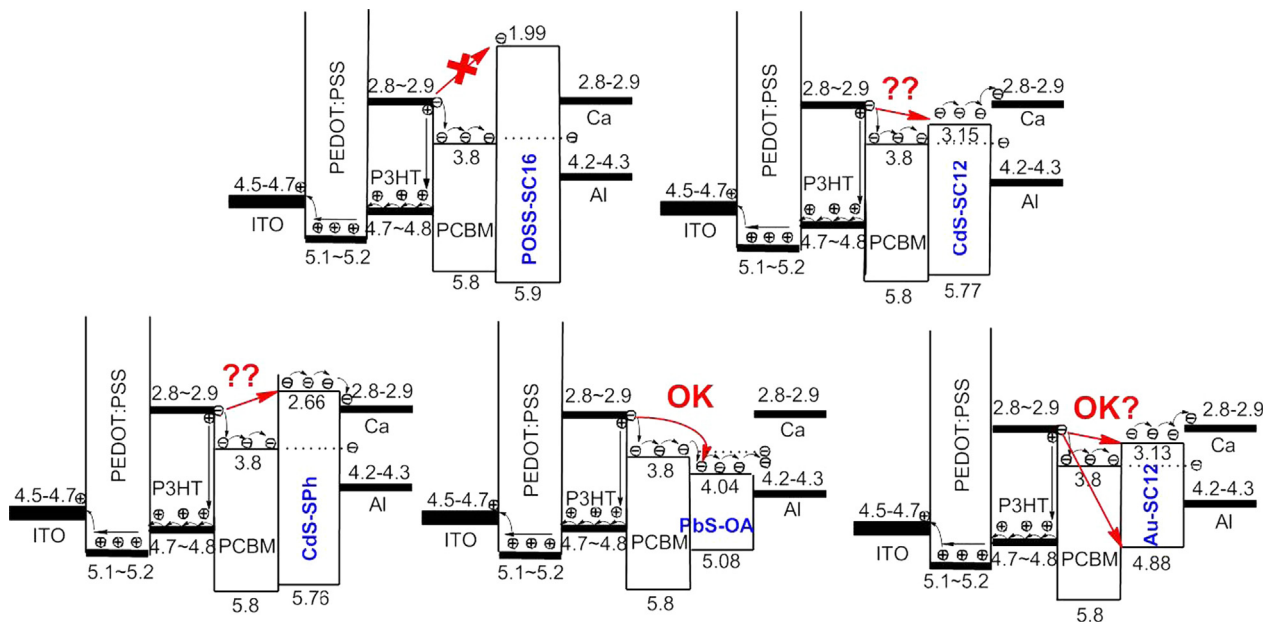 1.99
PEDOT:PSS
2.8~2.9
2.8-2.9
Ca
3.8
4.2-4.3
4.5-4.7
P3HT
Al
ITO
4.7~4.8
PCBM
POSS-SC16
5.1~5.2
5.8
5.9
PEDOT:PSS
??
2.8~2.9
2.8-2.9
3.15
Ca
3.8
4.2-4.3
4.5-4.7
P3HT
Al
ITO
4.7~4.8
PCBM
CdS-SC12
5.1~5.2
5.8
5.77
PEDOT:PSS
??
2.8~2.9
2.8-2.9
2.66
Ca
3.8
4.2-4.3
4.5-4.7
P3HT
Al
ITO
4.7~4.8
PCBM
CdS-SPh
5.1~5.2
5.8
5.76
PEDOT:PSS
OK
2.8~2.9
2.8-2.9
Ca
3.8
4.04
4.2-4.3
4.5-4.7
P3HT
Al
ITO
4.7~4.8
PCBM
PbS-OA
5.1~5.2
5.08
5.8
PEDOT:PSS
OK?
2.8~2.9
2.8-2.9
Ca
3.13
3.8
4.2-4.3
4.5-4.7
P3HT
Al
ITO
4.7~4.8
PCBM
Au-SC12
5.1~5.2
4.88
5.8